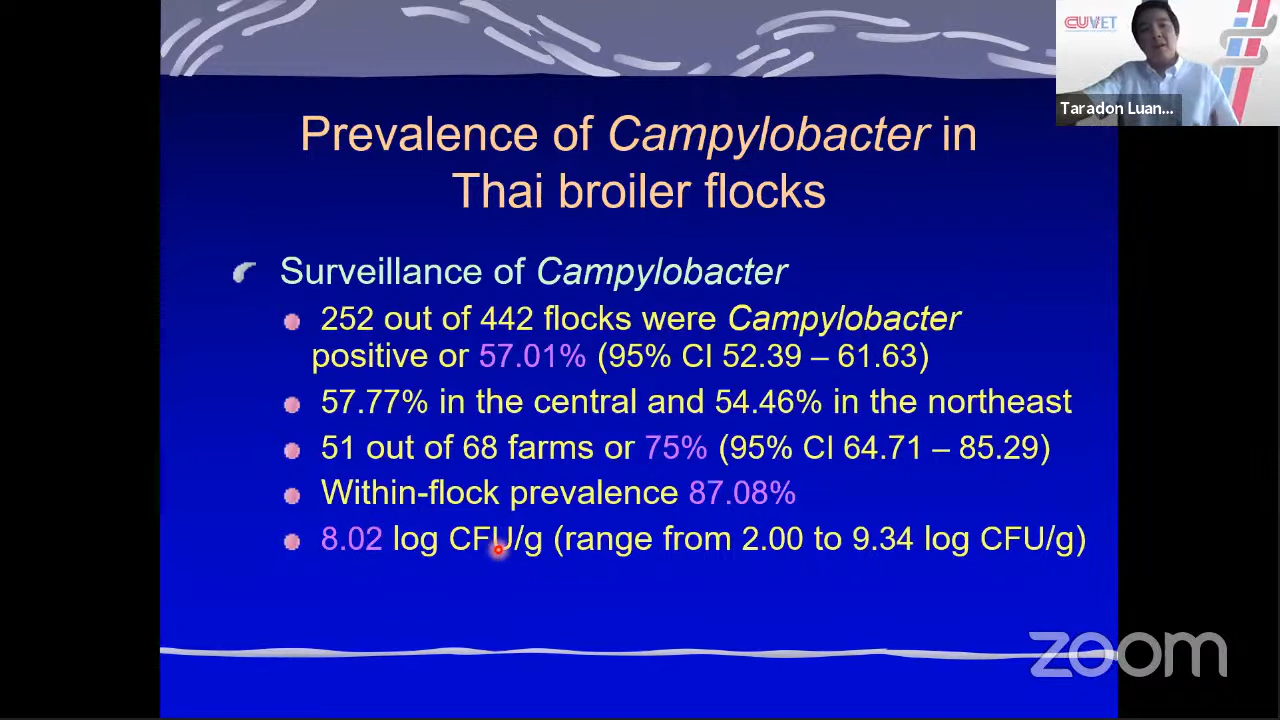 CUVET
Taradon Luan...
Prevalence of Campylobacter in
Thai broiler flocks
Surveillance of Campylobacter
252 out of 442 flocks were Campylobacter
positive or 57.01% (95% CI 52.39 – 61.63)
57.77% in the central and 54.46% in the northeast
51 out of 68 farms or 75% (95% CI 64.71 – 85.29)
Within-flock prevalence 87.08%
8.02 log CFU/g (range from 2.00 to 9.34 log CFU/g)
zoom